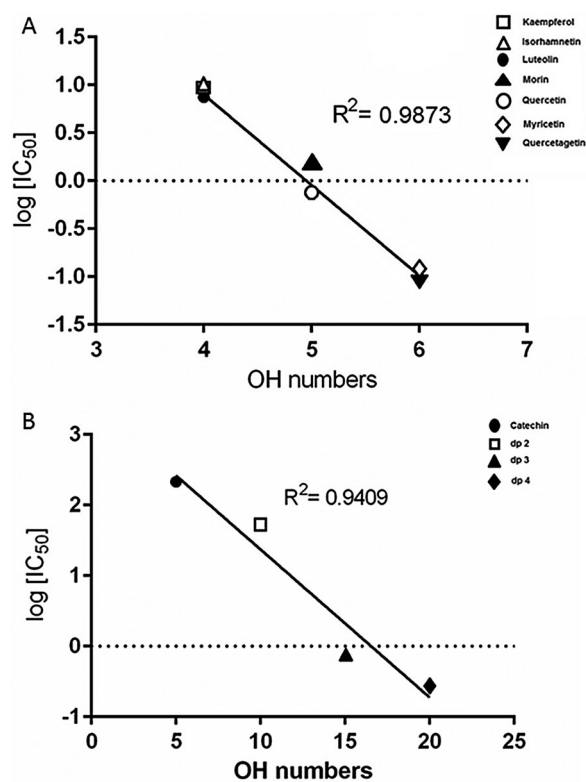 A
Kaempferol
Isorhamnetin
Luteolin
Morin
Quercetin
Myricetin
Quercetagetin
R²= 0.9873
log [IC₅₀]
1.5
1.0
0.5
0.0
-0.5
-1.0
-1.5
3 4 5 6 7
OH numbers
B
Catechin
dp 2
dp 3
dp 4
R²= 0.9409
log [IC₅₀]
3
2
1
0
-1
0 5 10 15 20 25
OH numbers